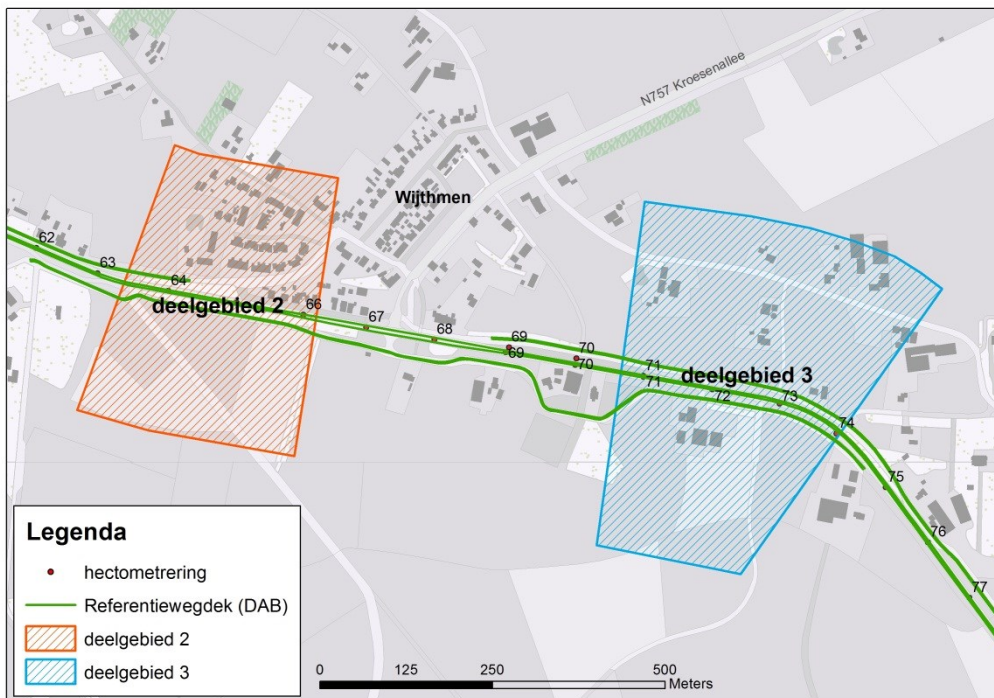 N757 Kroesenallee
Wijthmen
62
63
64
deelgebied 2
66
67
68
69
69
70
70
71
71
deelgebied 3
72
73
74
75
76
77
Legenda
hectometrering
Referentiewegdek (DAB)
deelgebied 2
deelgebied 3
0 125 250 500
Meters